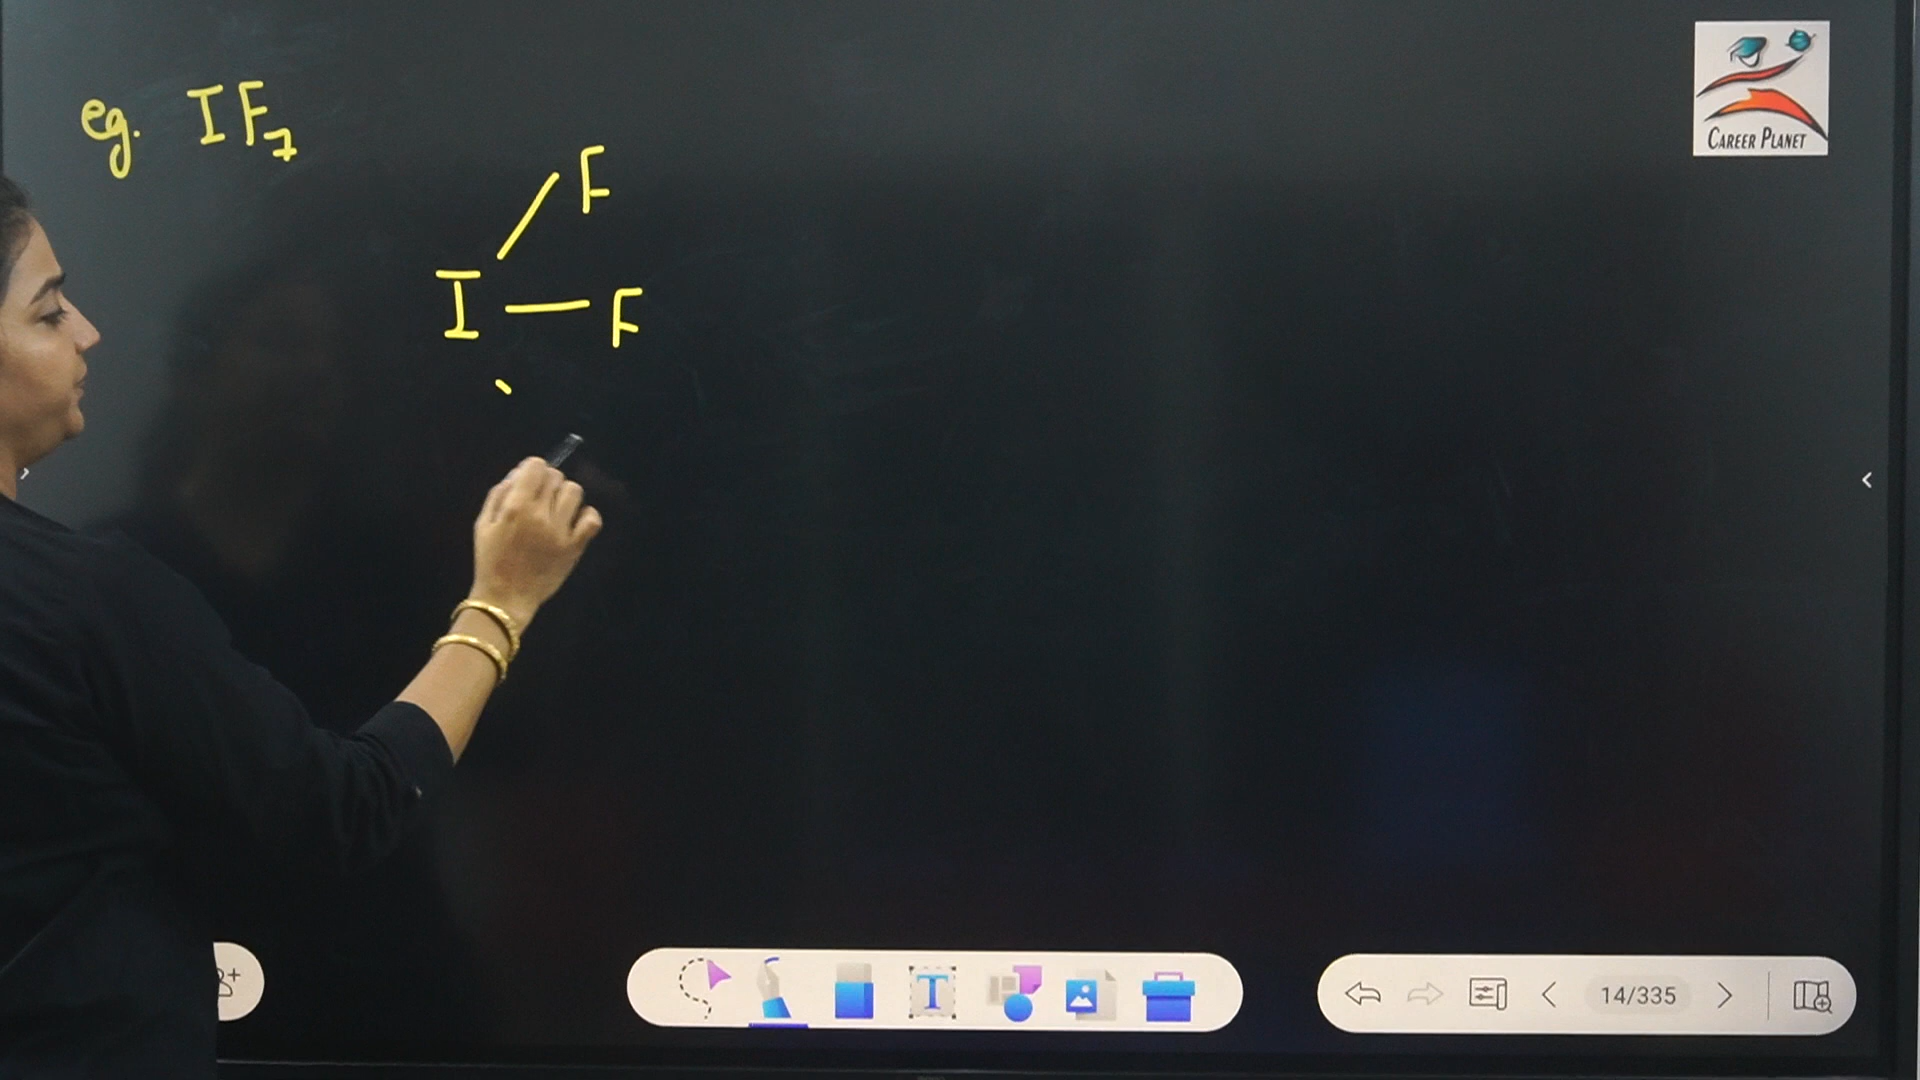 eg. IF7
F
I — F
CAREER PLANET
T
14/335